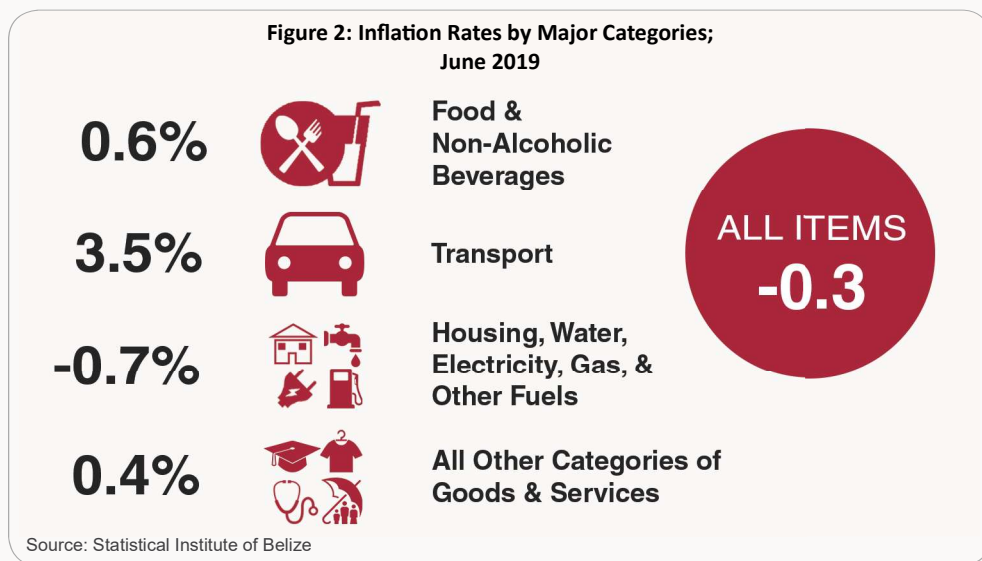 Figure 2: Inflation Rates by Major Categories;
June 2019
0.6%
Food &
Non-Alcoholic
Beverages
3.5%
Transport
-0.7%
Housing, Water,
Electricity, Gas, &
Other Fuels
0.4%
All Other Categories of
Goods & Services
ALL ITEMS
-0.3
Source: Statistical Institute of Belize